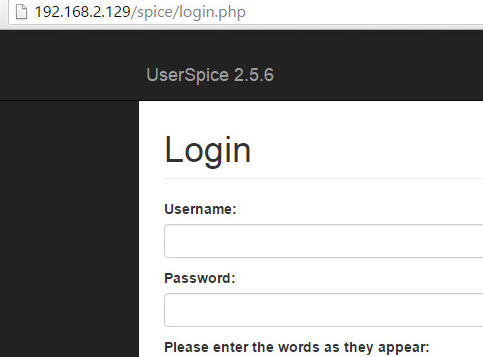 192.168.2.129/spice/login.php
UserSpice 2.5.6
Login
Username:
Password:
Please enter the words as they appear: